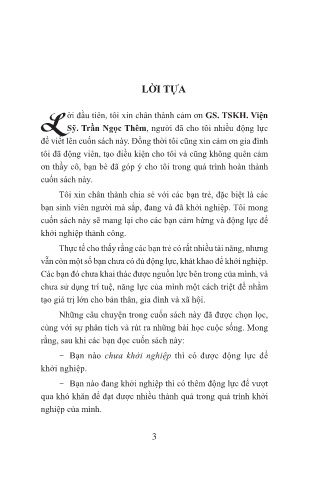 LỜI TỰA
Lời đầu tiên, tôi xin chân thành cảm ơn GS. TSKH. Viện
Sỹ. Trần Ngọc Thêm, người đã cho tôi nhiều động lực
để viết lên cuốn sách này. Đồng thời tôi cũng xin cảm ơn gia đình
tôi đã động viên, tạo điều kiện cho tôi và cũng không quên cảm
ơn thầy cô, bạn bè đã góp ý cho tôi trong quá trình hoàn thành
cuốn sách này.
Tôi xin chân thành chia sẻ với các bạn trẻ, đặc biệt là các
bạn sinh viên người mà sắp, đang và đã khởi nghiệp. Tôi mong
cuốn sách này sẽ mang lại cho các bạn cảm hứng và động lực để
khởi nghiệp thành công.
Thực tế cho thấy rằng các bạn trẻ có rất nhiều tài năng, nhưng
vẫn còn một số bạn chưa có đủ động lực, khát khao để khởi nghiệp.
Các bạn đó chưa khai thác được nguồn lực bên trong của mình, và
chưa sử dụng trí tuệ, năng lực của mình một cách triệt để nhằm
tạo giá trị lớn cho bản thân, gia đình và xã hội.
Những câu chuyện trong cuốn sách này đã được chọn lọc,
cùng với sự phân tích và rút ra những bài học cuộc sống. Mong
rằng, sau khi các bạn đọc cuốn sách này:
− Bạn nào chưa khởi nghiệp thì có được động lực để
khởi nghiệp.
− Bạn nào đang khởi nghiệp thì có thêm động lực để vượt
qua khó khăn để đạt được nhiều thành quả trong quá trình khởi
nghiệp của mình.
3